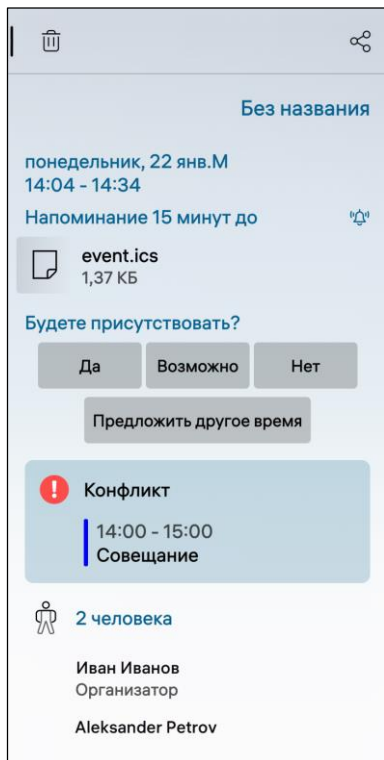 Без названия
понедельник, 22 янв.М
14:04 - 14:34
Напоминание 15 минут до
event.ics
1,37 КБ
Будете присутствовать?
Да Возможно Нет
Предложить другое время
Конфликт
14:00 - 15:00
Совещание
2 человека
Иван Иванов
Организатор
Aleksander Petrov